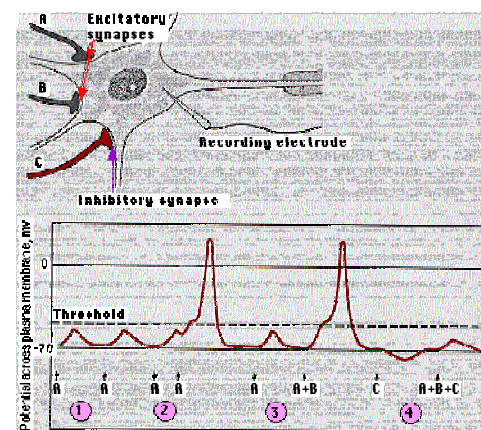 A
Excitatory
synapses
B
C
Recording electrode
Inhibitory synapse
Potential across plasma membrane, mv
0
Threshold
-70
A A A A A A+B C A+B+C
1 2 3 4